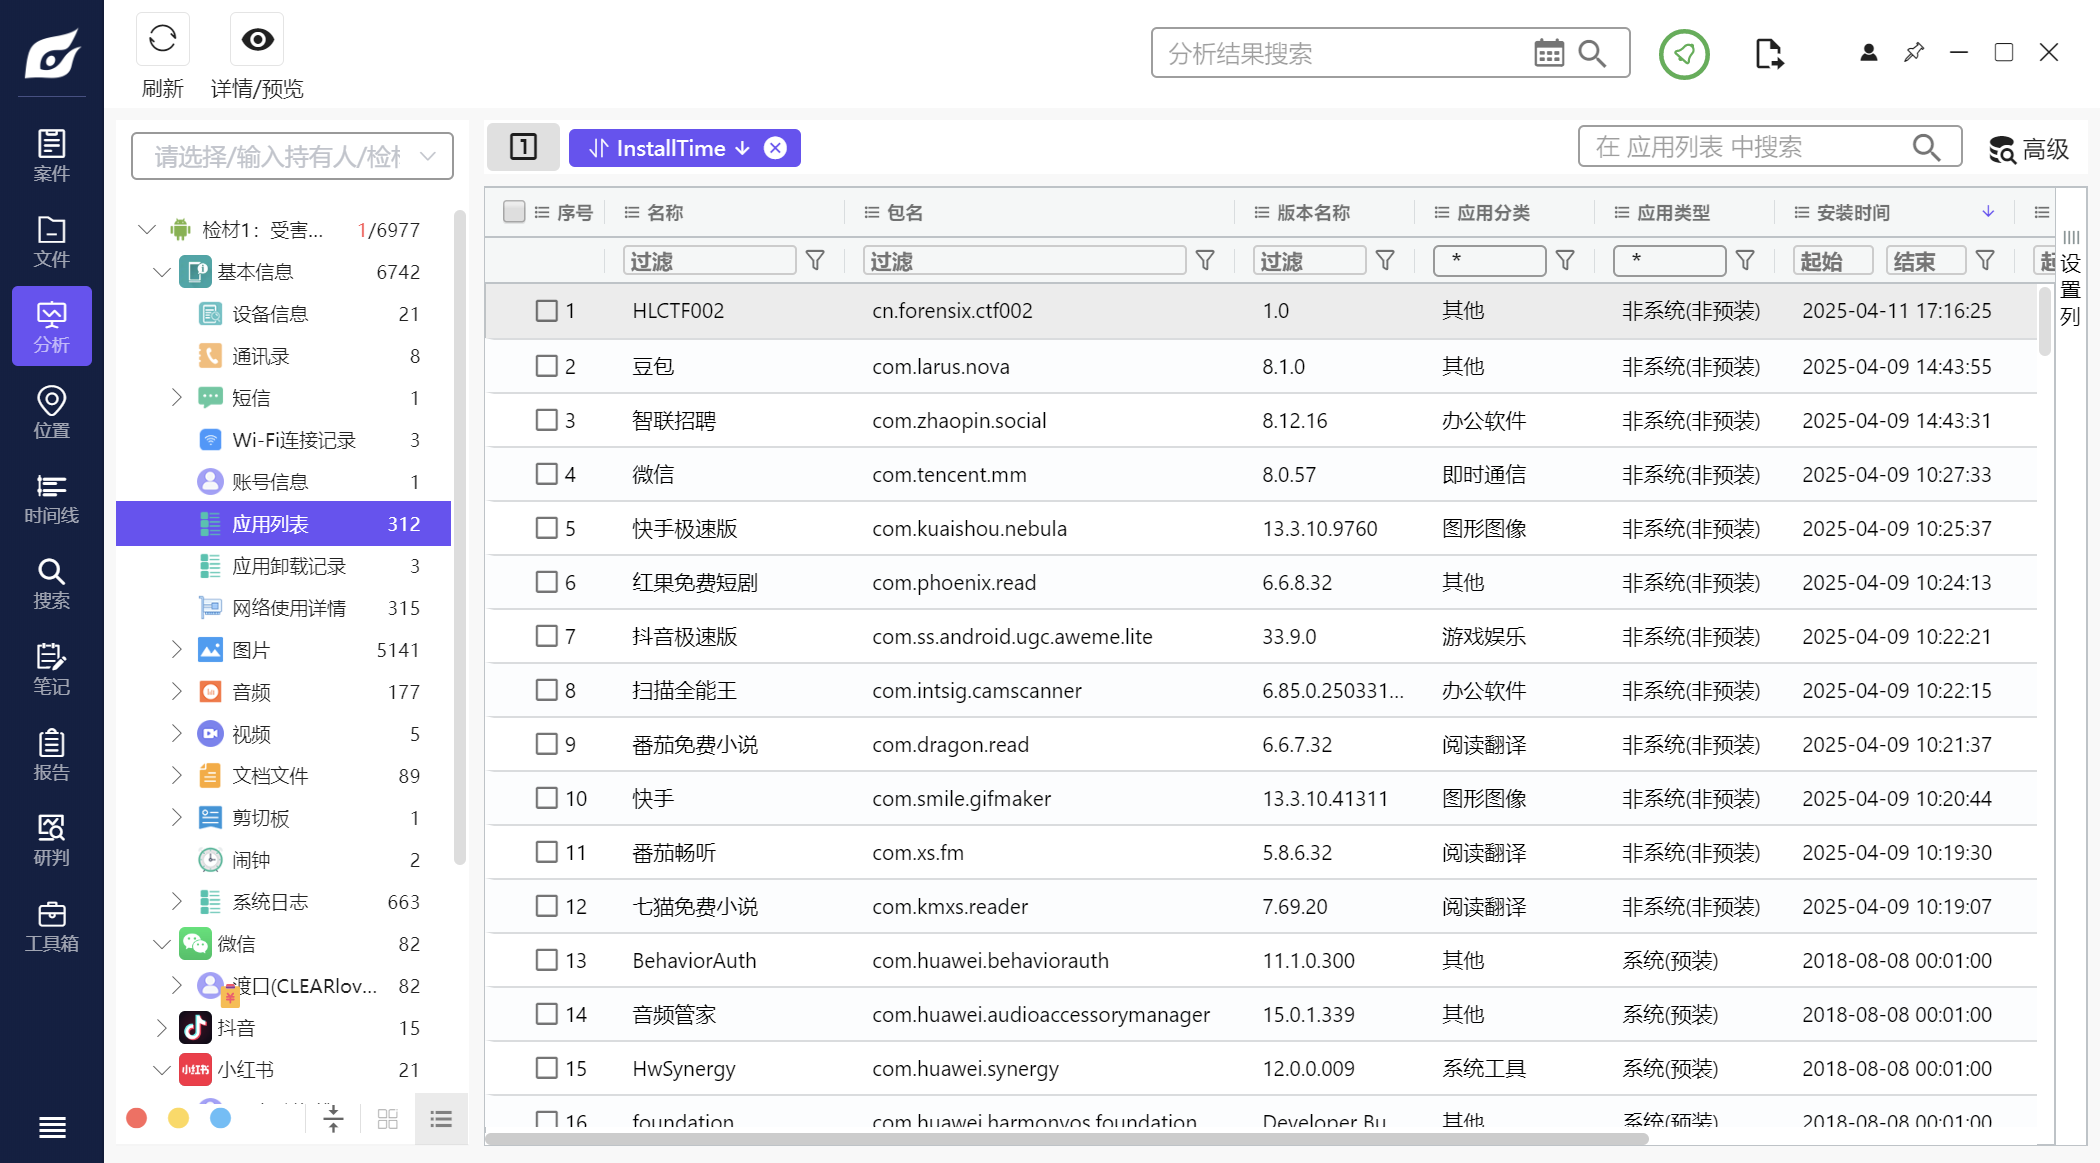 刷新
详情/预览
分析结果搜索
案件
文件
分析
位置
时间线
搜索
笔记
报告
研判
工具箱
请选择/输入持有人/检材
检材1：受害... 1/6977
基本信息 6742
设备信息 21
通讯录 8
短信 1
Wi-Fi连接记录 3
账号信息 1
应用列表 312
应用卸载记录 3
网络使用详情 315
图片 5141
音频 177
视频 5
文档文件 89
剪切板 1
闹钟 2
系统日志 663
微信 82
渡口(CLEARlov... 82
抖音 15
小红书 小红书 21
1 InstallTime
在 应用列表 中搜索
高级
序号 名称 包名 版本名称 应用分类 应用类型 安装时间
过滤 过滤 过滤 * * 起始 结束
设置列
1 HLCTF002 cn.forensix.ctf002 1.0 其他 非系统(非预装) 2025-04-11 17:16:25
2 豆包 com.larus.nova 8.1.0 其他 非系统(非预装) 2025-04-09 14:43:55
3 智联招聘 com.zhaopin.social 8.12.16 办公软件 非系统(非预装) 2025-04-09 14:43:31
4 微信 com.tencent.mm 8.0.57 即时通信 非系统(非预装) 2025-04-09 10:27:33
5 快手极速版 com.kuaishou.nebula 13.3.10.9760 图形图像 非系统(非预装) 2025-04-09 10:25:37
6 红果免费短剧 com.phoenix.read 6.6.8.32 其他 非系统(非预装) 2025-04-09 10:24:13
7 抖音极速版 com.ss.android.ugc.aweme.lite 33.9.0 游戏娱乐 非系统(非预装) 2025-04-09 10:22:21
8 扫描全能王 com.intsig.camscanner 6.85.0.250331... 办公软件 非系统(非预装) 2025-04-09 10:22:15
9 番茄免费小说 com.dragon.read 6.6.7.32 阅读翻译 非系统(非预装) 2025-04-09 10:21:37
10 快手 com.smile.gifmaker 13.3.10.41311 图形图像 非系统(非预装) 2025-04-09 10:20:44
11 番茄畅听 com.xs.fm 5.8.6.32 阅读翻译 非系统(非预装) 2025-04-09 10:19:30
12 七猫免费小说 com.kmxs.reader 7.69.20 阅读翻译 非系统(非预装) 2025-04-09 10:19:07
13 BehaviorAuth com.huawei.behaviorauth 11.1.0.300 其他 系统(预装) 2018-08-08 00:01:00
14 音频管家 com.huawei.audioaccessorymanager 15.0.1.339 其他 系统(预装) 2018-08-08 00:01:00
15 HwSynergy com.huawei.synergy 12.0.0.009 系统工具 系统(预装) 2018-08-08 00:01:00
16 foundation com.huawei.harmonyos.foundation Developer Bu 其他 系统(预装) 2018-08-08 00:01:00